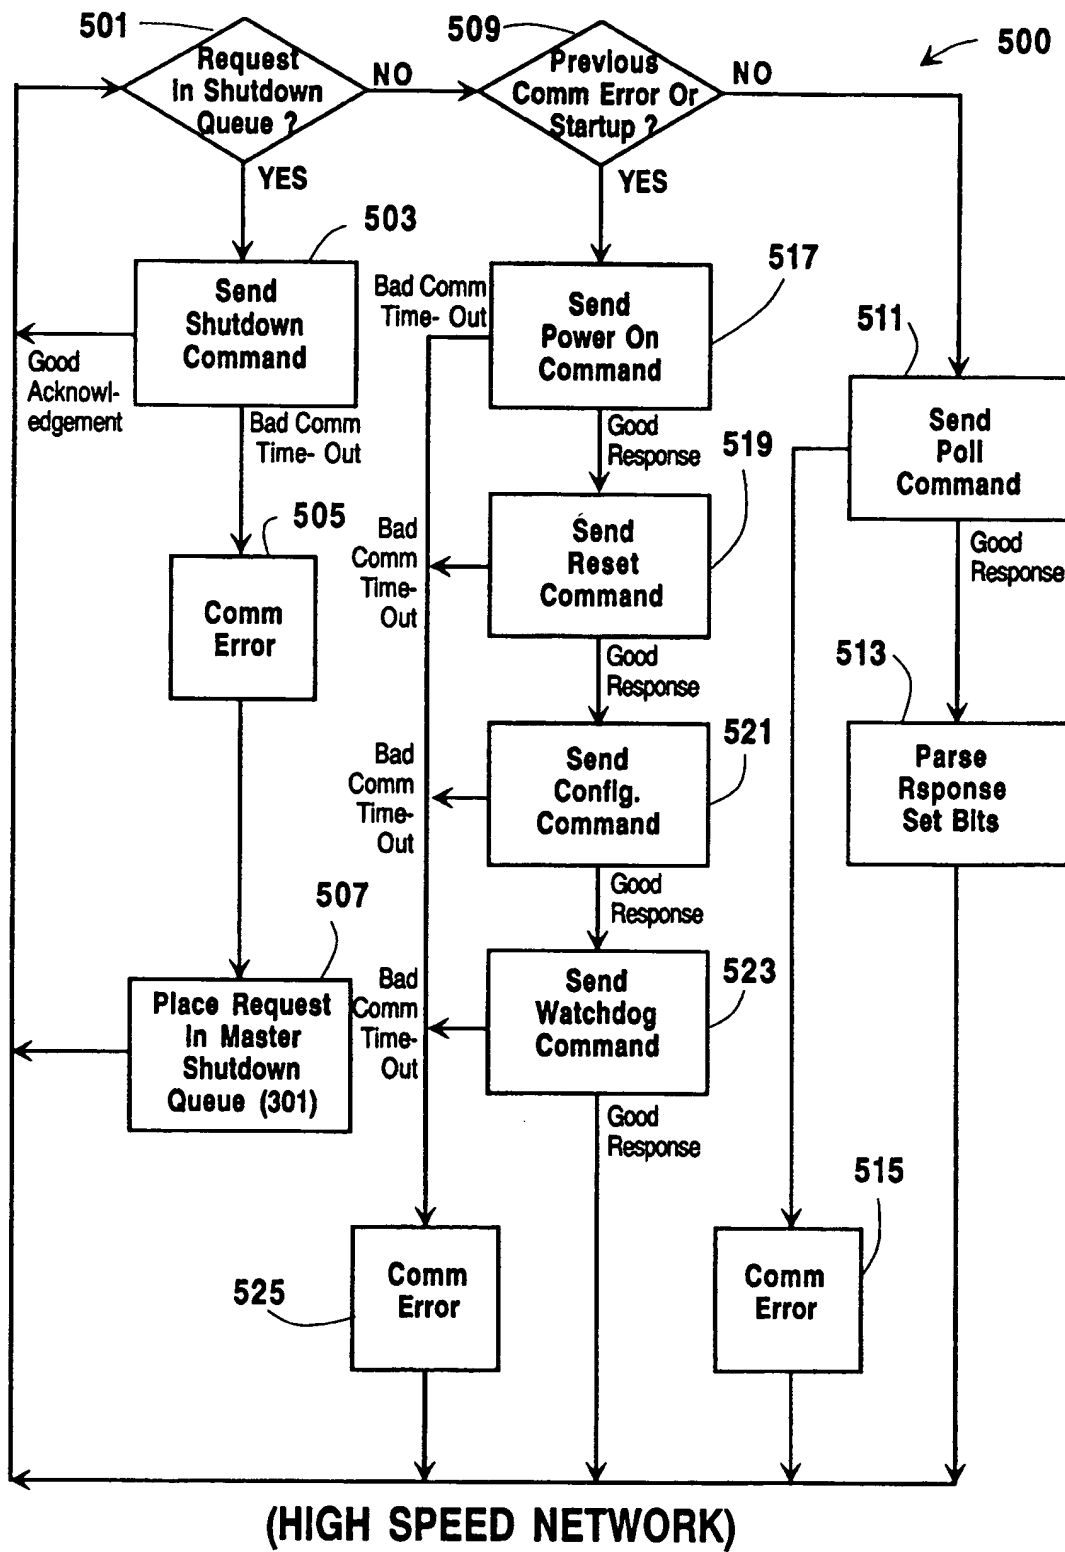 501
Request
in Shutdown
Queue ?
NO
YES
509
Previous
Comm Error Or
Startup ?
NO
YES
500
503
Send
Shutdown
Command
Good
Acknowl-
edgement
Bad Comm
Time- Out
505
Comm
Error
507
Place Request
in Master
Shutdown
Queue (301)
Bad Comm
Time- Out
517
Send
Power On
Command
Good
Response
519
Send
Reset
Command
Bad
Comm
Time-
Out
Good
Response
521
Send
Config.
Command
Bad
Comm
Time-
Out
Good
Response
523
Send
Watchdog
Command
Bad
Comm
Time-
Out
Good
Response
525
Comm
Error
511
Send
Poll
Command
Good
Response
513
Parse
Rsponse
Set Bits
515
Comm
Error
(HIGH SPEED NETWORK)